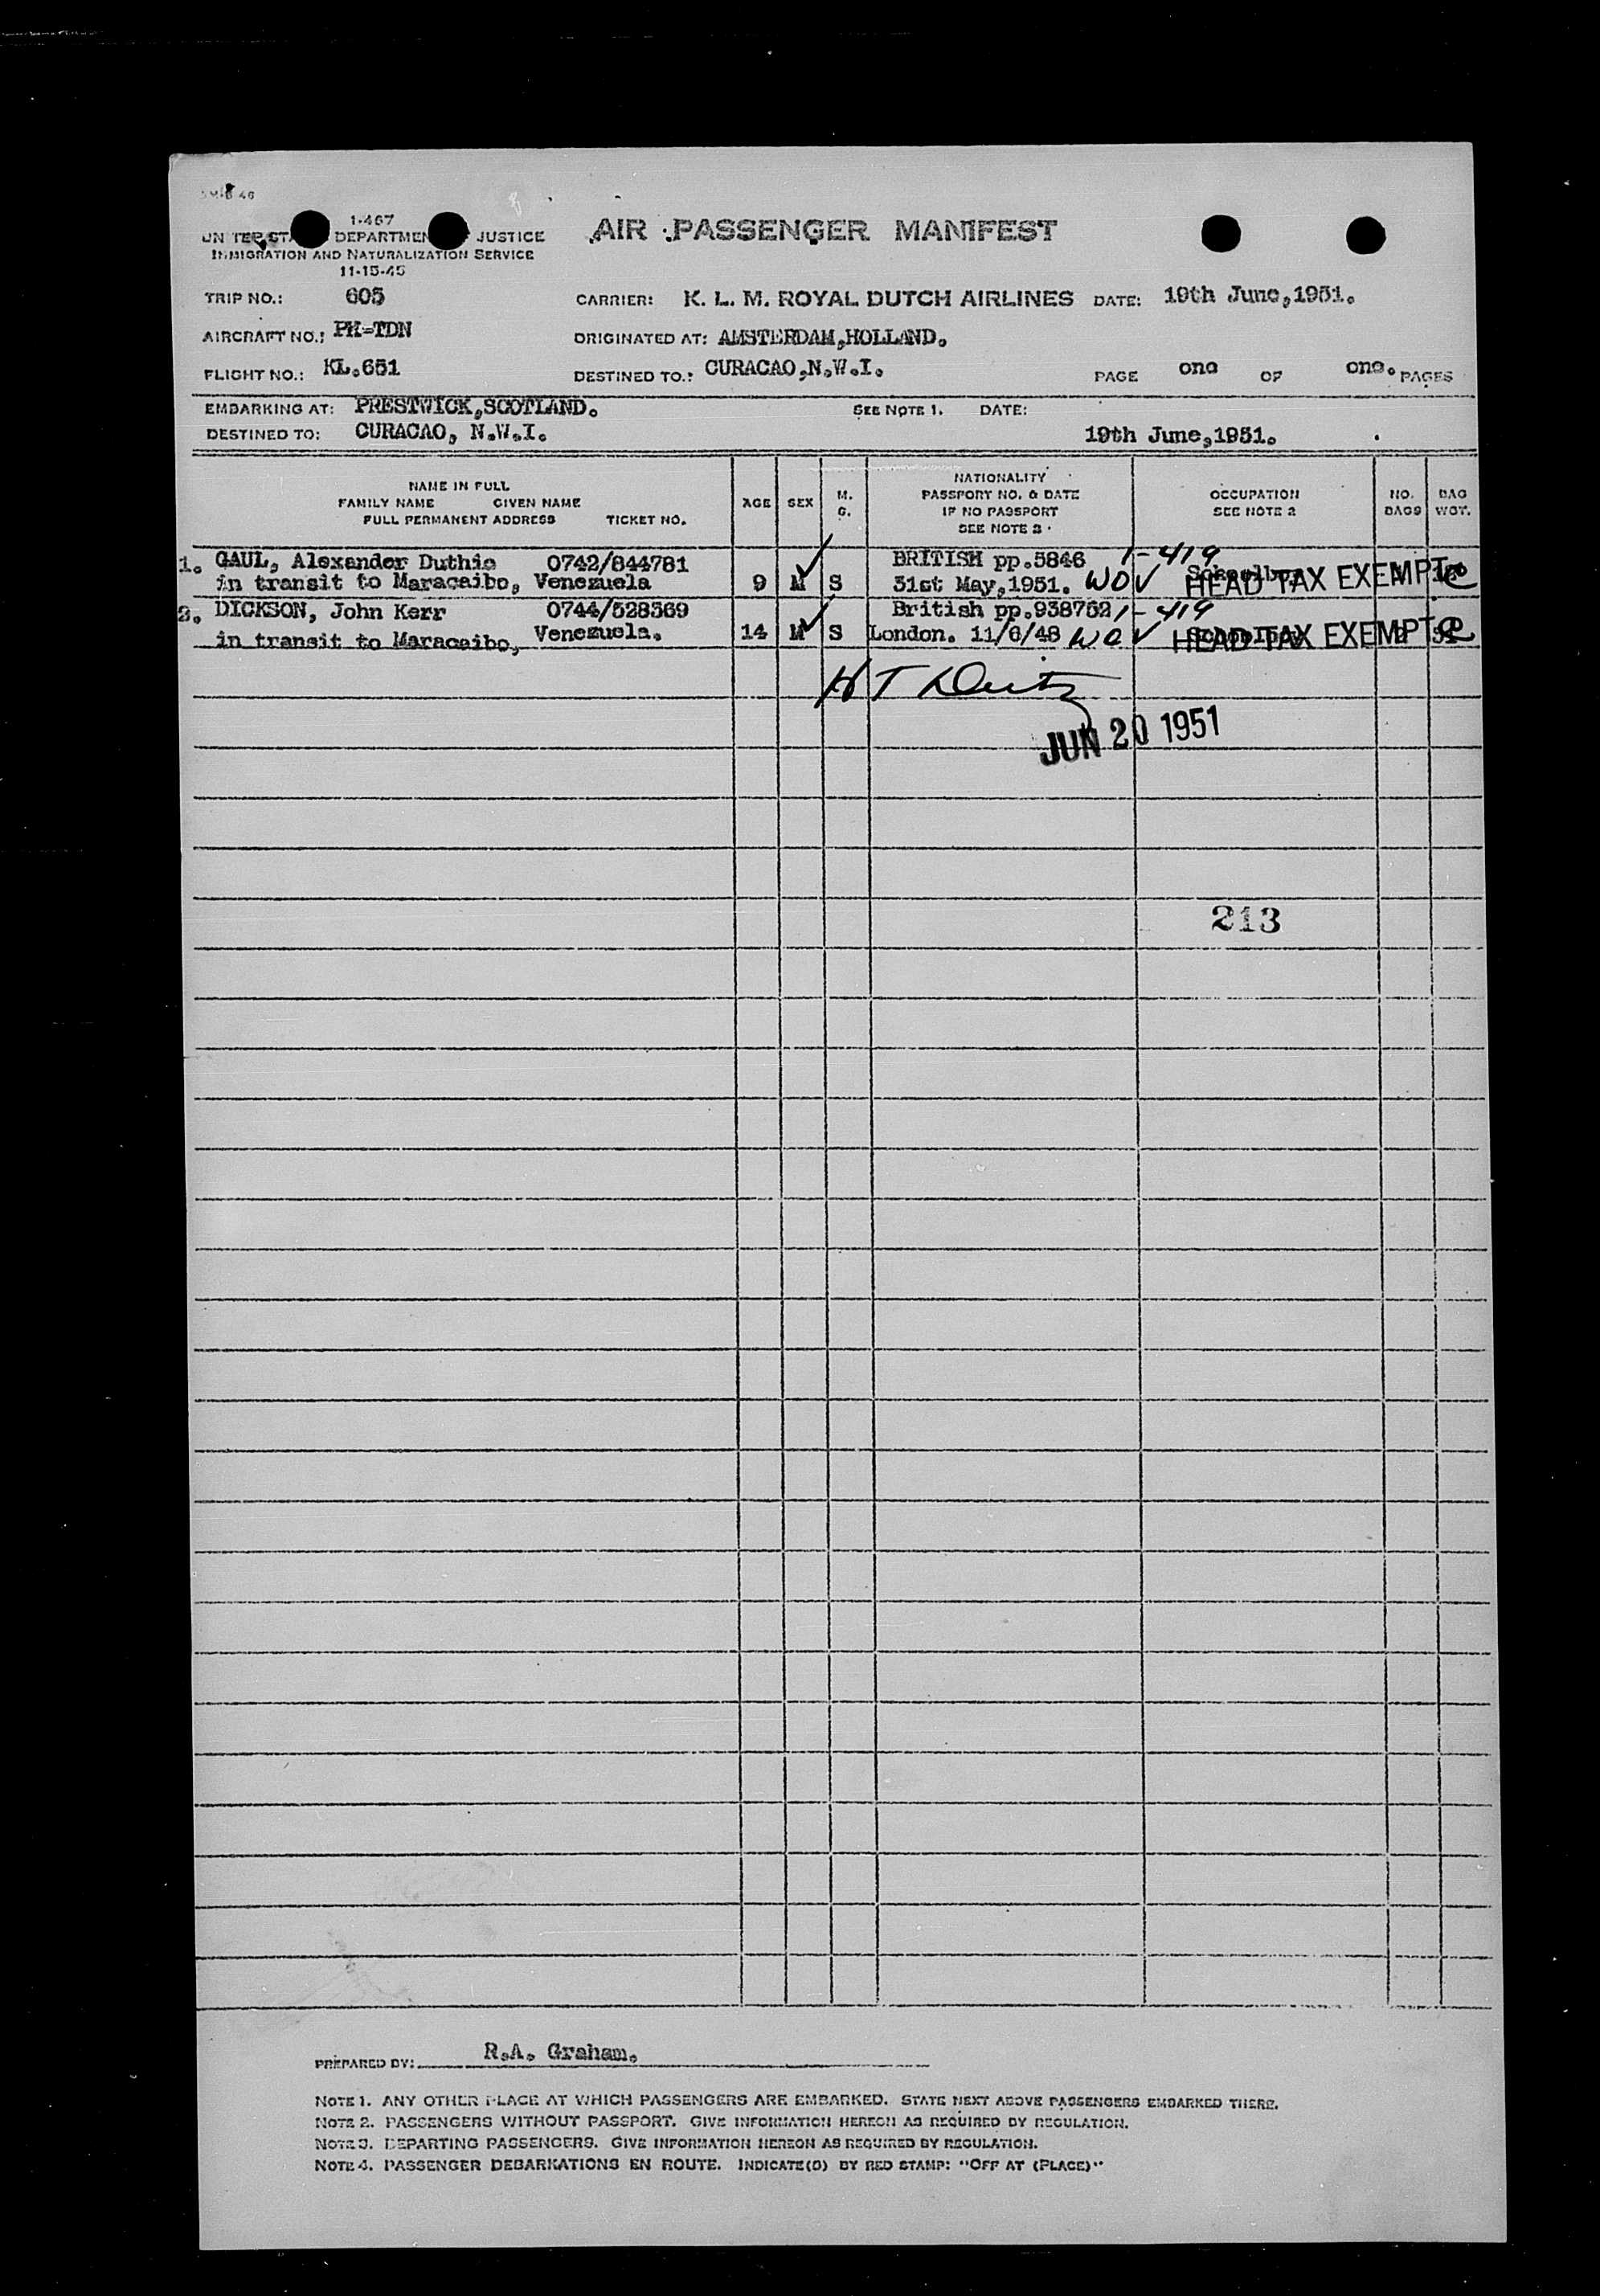 1-467
UNITED STA DEPARTMEN JUSTICE
AIR PASSENGER MANIFEST
IMMIGRATION AND NATURALIZATION SERVICE
11-15-45
TRIP NO.: 605 CARRIER: K. L. M. ROYAL DUTCH AIRLINES DATE: 19th June,1951.
AIRCRAFT NO.: PH-TDN ORIGINATED AT: AMSTERDAM,HOLLAND.
FLIGHT NO.: KL.651 DESTINED TO.: CURACAO,N.W.I. PAGE one OF one. PAGES
EMBARKING AT: PRESTWICK,SCOTLAND. SEE NOTE 1. DATE:
DESTINED TO: CURACAO, N.W.I. 19th June,1951.
NAME IN FULL
FAMILY NAME GIVEN NAME
FULL PERMANENT ADDRESS TICKET NO.
AGE
SEX
M.
S.
NATIONALITY
PASSPORT NO. & DATE
IF NO PASSPORT
SEE NOTE 2
OCCUPATION
SEE NOTE 2
NO.
BAGS
BAG
WGT.
1. GAUL, Alexander Duthie 0742/844781 BRITISH pp.5846 1-419
in transit to Maracaibo, Venezuela 9 M S 31st May,1951. WOV HEAD TAX EXEMPT
2. DICKSON, John Kerr 0744/528369 British pp.938762 1-419
in transit to Maracaibo, Venezuela. 14 M S London. 11/6/48 WOV HEAD TAX EXEMPT
JUN 20 1951
213
PREPARED BY: R.A. Graham.
NOTE 1. ANY OTHER PLACE AT WHICH PASSENGERS ARE EMBARKED. STATE NEXT ABOVE PASSENGERS EMBARKED THERE.
NOTE 2. PASSENGERS WITHOUT PASSPORT. GIVE INFORMATION HEREON AS REQUIRED BY REGULATION.
NOTE 3. DEPARTING PASSENGERS. GIVE INFORMATION HEREON AS REQUIRED BY REGULATION.
NOTE 4. PASSENGER DEBARKATIONS EN ROUTE. INDICATE(D) BY RED STAMP: "OFF AT (PLACE)"